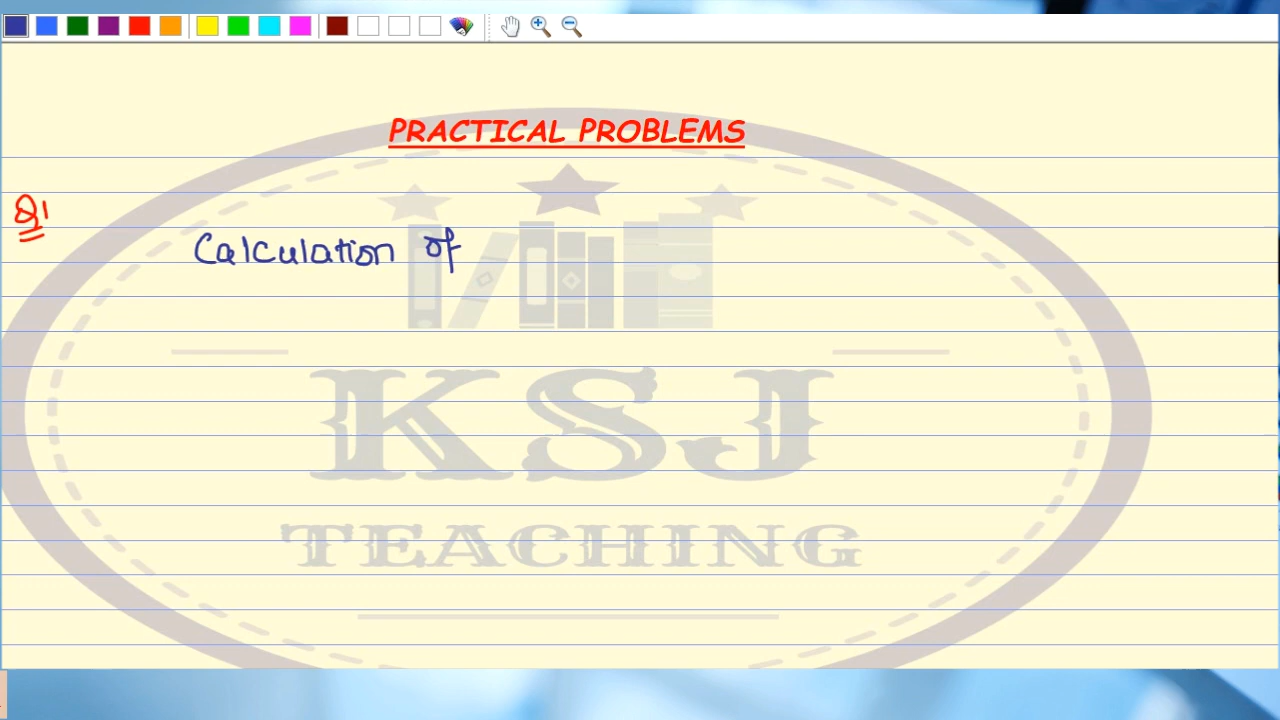 PRACTICAL PROBLEMS
Q1
Calculation of
KSJ
TEACHING